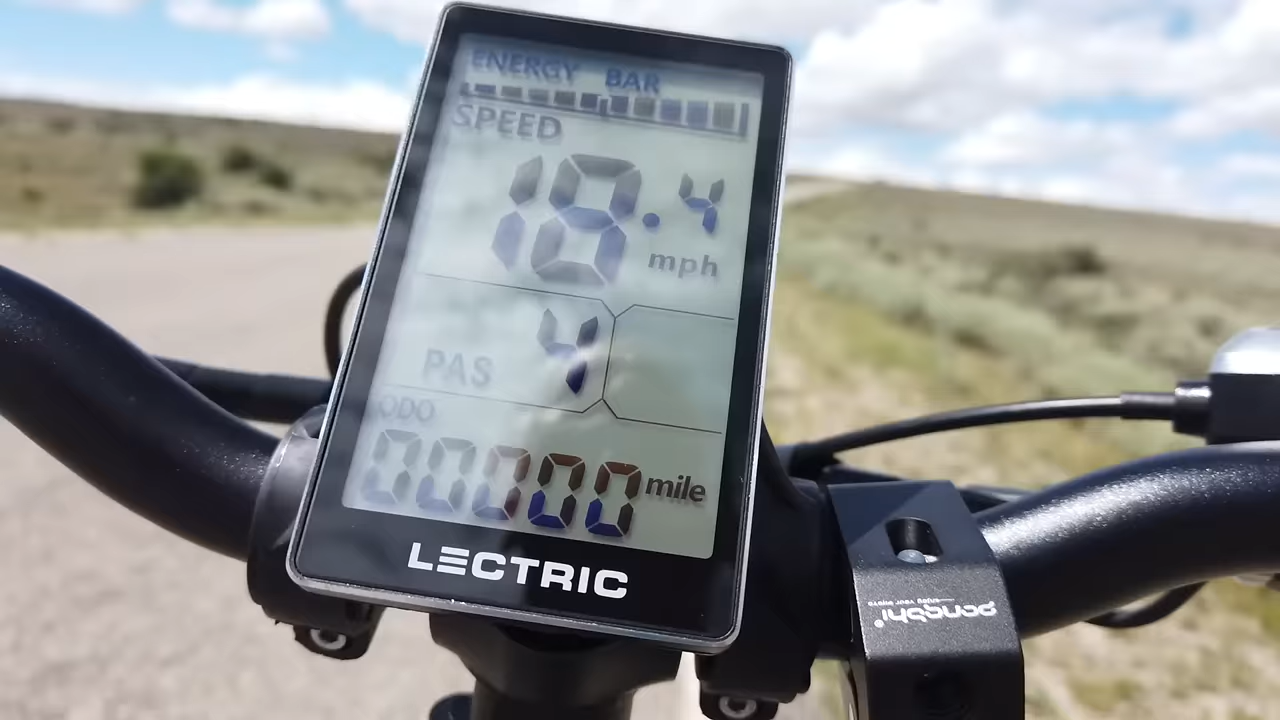 ENERGY BAR
SPEED
18.4
mph
PAS 4
ODO
00000 mile
LECTRIC